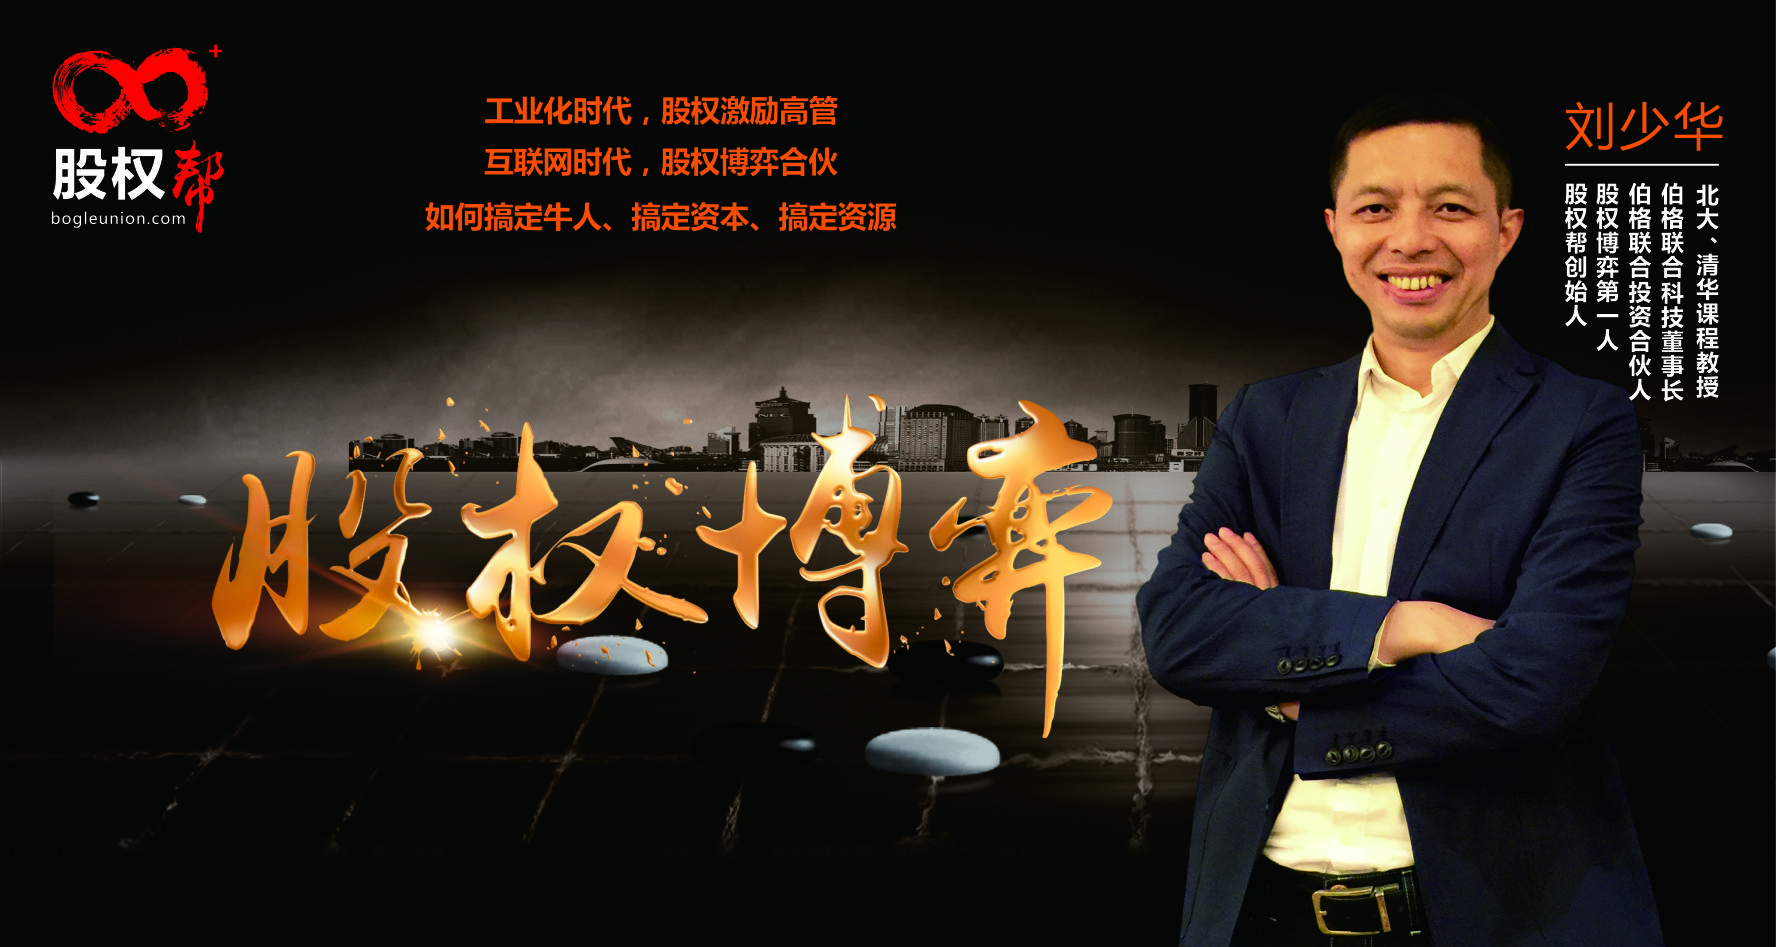 股权帮
bogleunion.com
工业化时代，股权激励高管
互联网时代，股权博弈合伙
如何搞定牛人、搞定资本、搞定资源
股权博弈
刘少华
北大、清华课程教授
伯格联合科技董事长
伯格联合投资合伙人
股权博弈第一人
股权帮创始人